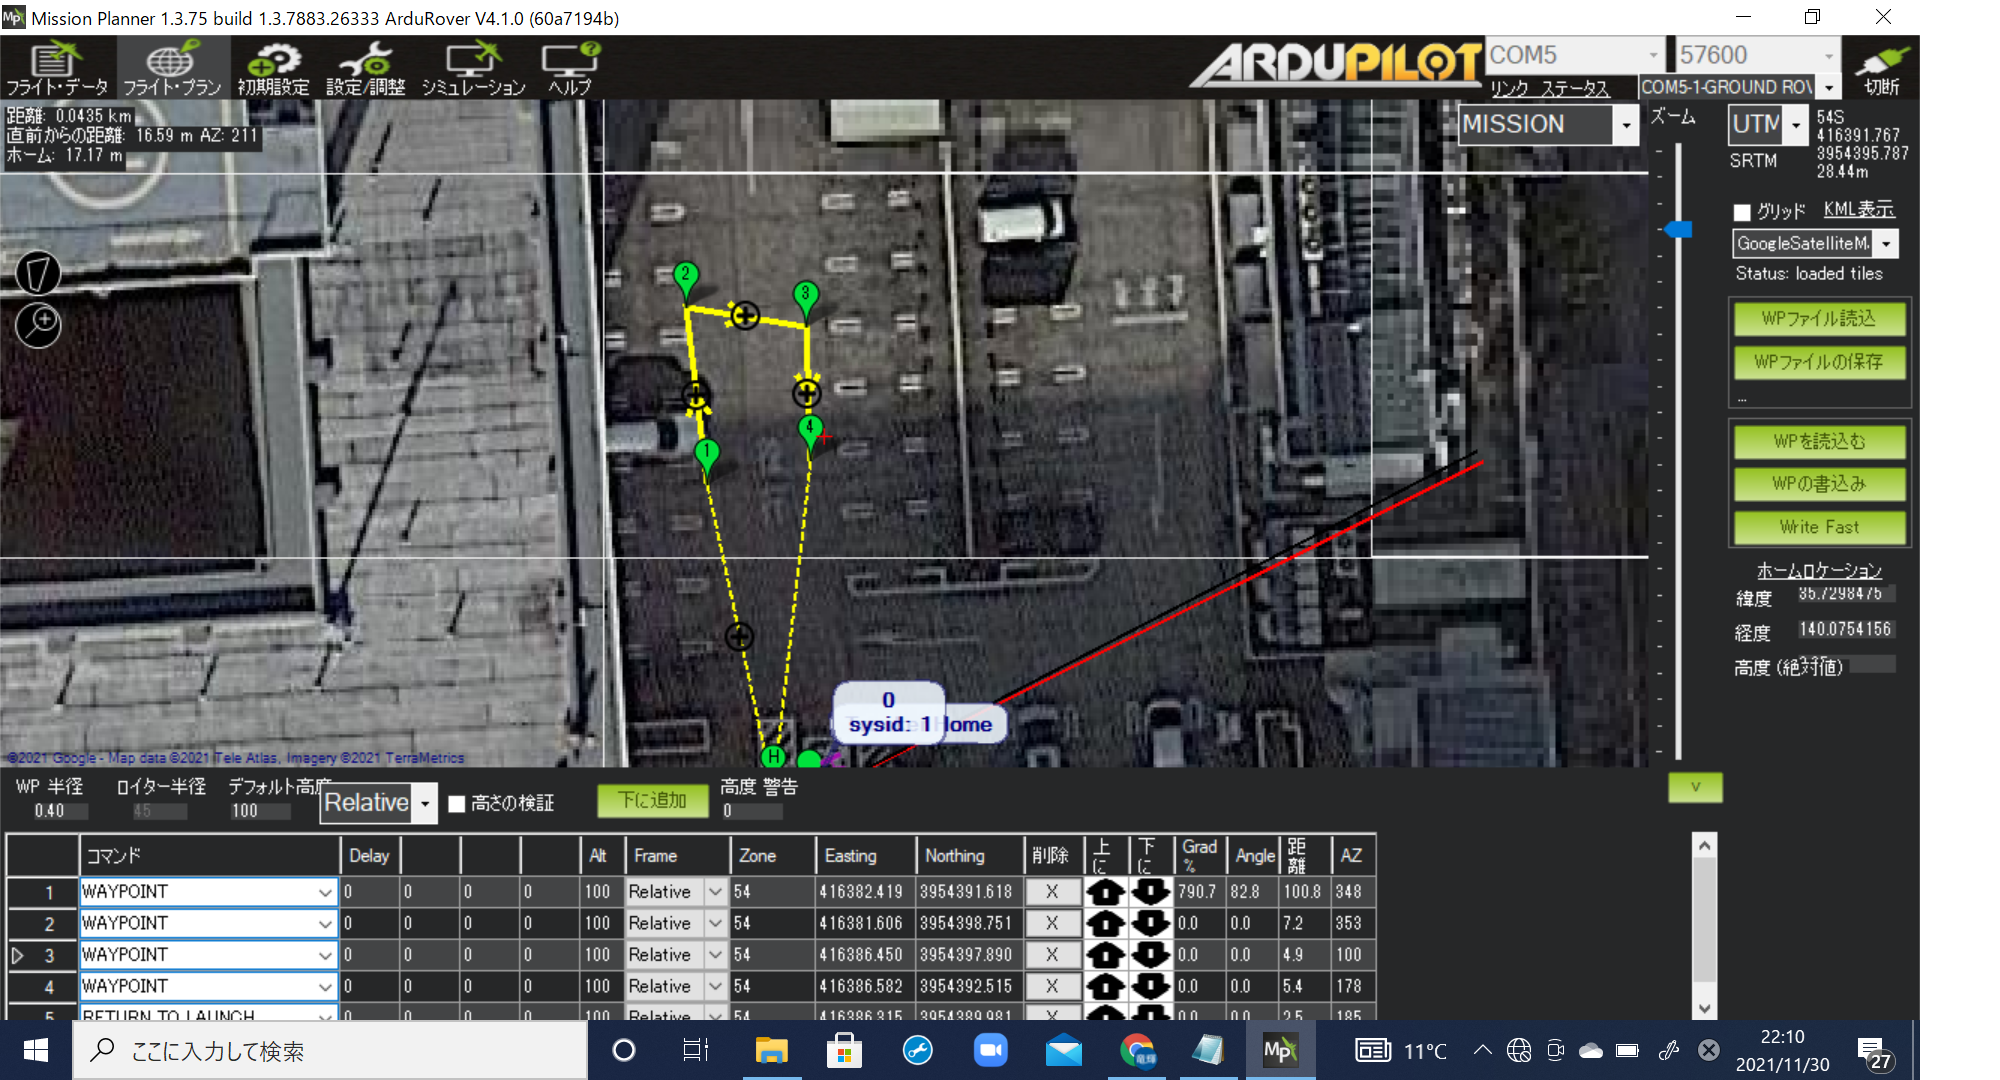 Mission Planner 1.3.75 build 1.3.7883.26333 ArduRover V4.1.0 (60a7194b)
フライト・データ
フライト・プラン
初期設定
設定/調整
シミュレーション
ヘルプ
ARDUPILOT
COM5
57600
リンク ステータス
COM5-1-GROUND ROV
切断
距離: 0.0435 km
直前からの距離: 16.59 m AZ: 211
ホーム: 17.17 m
MISSION
ズーム
UTM
54S
416391.767
3954395.787
28.44m
SRTM
グリッド
KML表示
GoogleSatelliteM
Status: loaded tiles
WPファイル読込
WPファイルの保存
...
WPを読込む
WPの書込み
Write Fast
ホームロケーション
緯度 35.7298475
経度 140.0754156
高度 (絶対値)
2
3
4
1
0
sysid: 1
Home
H
©2021 Google - Map data ©2021 Tele Atlas, Imagery ©2021 TerraMetrics
WP 半径
0.40
ロイター半径
45
デフォルト高度
100
Relative
高さの検証
下に追加
高度 警告
0
v
コマンド Delay Alt Frame Zone Easting Northing 削除 上に 下に Grad % Angle 距離 AZ
1 WAYPOINT 0 0 0 0 100 Relative 54 416382.419 3954391.618 X 790.7 82.8 100.8 348
2 WAYPOINT 0 0 0 0 100 Relative 54 416381.606 3954398.751 X 0.0 0.0 7.2 353
3 WAYPOINT 0 0 0 0 100 Relative 54 416386.450 3954397.890 X 0.0 0.0 4.9 100
4 WAYPOINT 0 0 0 0 100 Relative 54 416386.582 3954392.515 X 0.0 0.0 5.4 178
5 RETURN TO LAUNCH 0 0 0 0 100 Relative 54 416386.315 3954389.981 X 0.0 0.0 2.5 185
ここに入力して検索
竜輝
Mp
11°C
22:10
2021/11/30
27